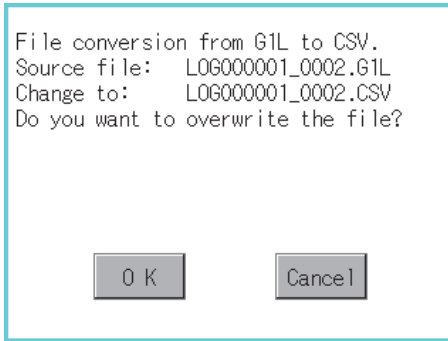 File conversion from G1L to CSV.
Source file: LOG000001_0002.G1L
Change to: LOG000001_0002.CSV
Do you want to overwrite the file?
OK Cancel